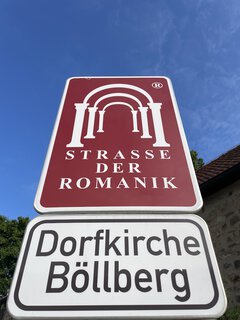 ®
STRASSE
DER
ROMANIK
Dorfkirche
Böllberg